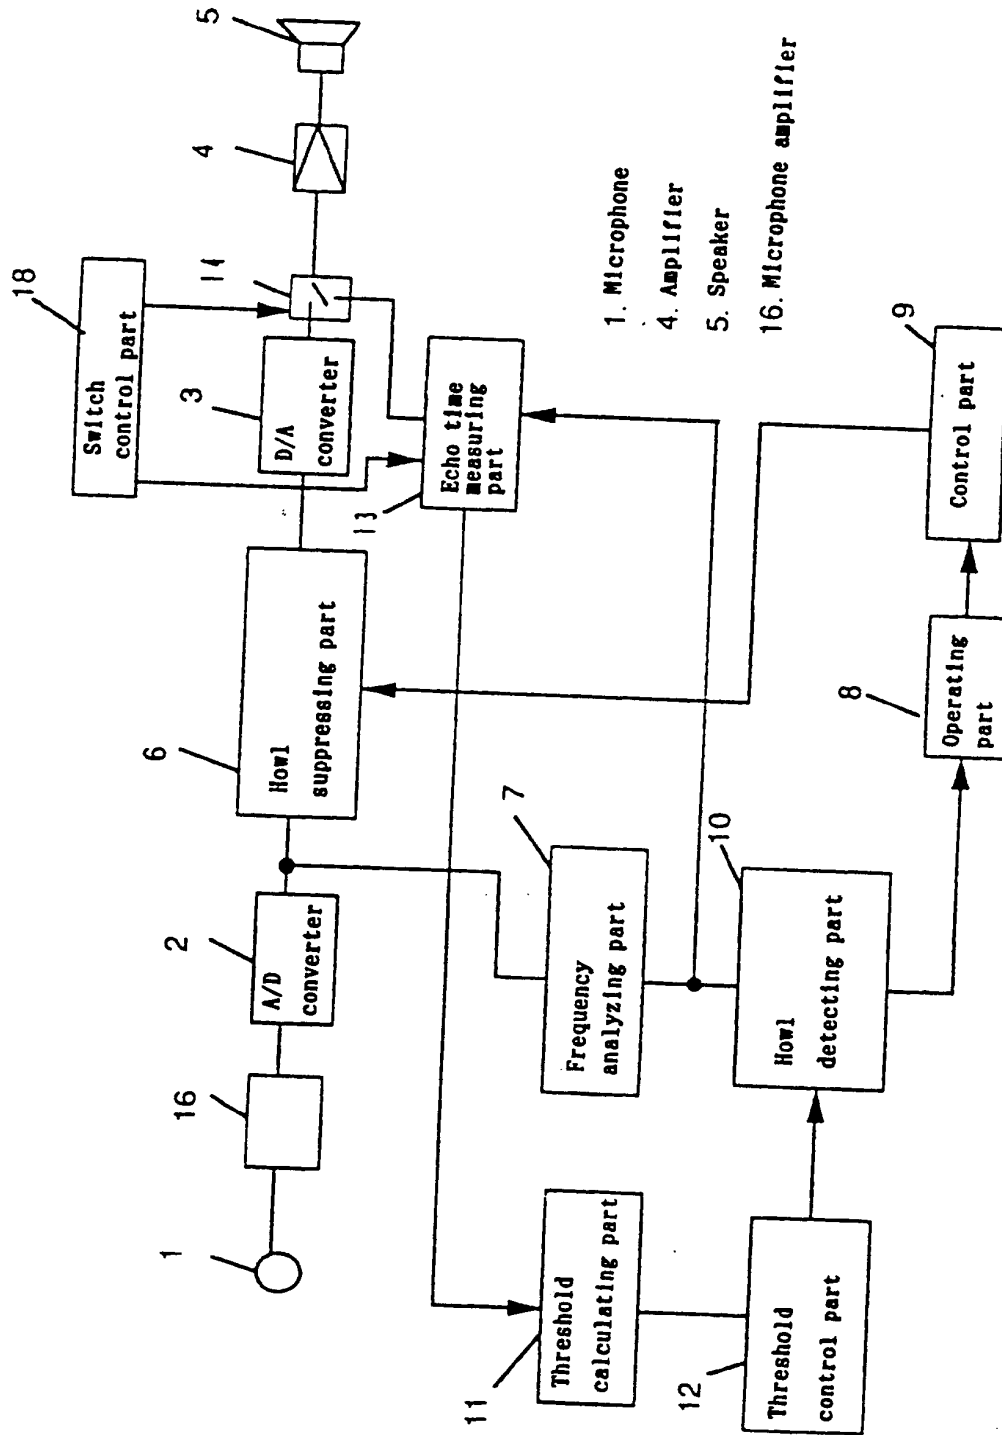 18
Switch
control part
5
4
14
3
D/A
converter
6
Howl
suppressing part
2
A/D
converter
16
1
13
Echo time
measuring
part
7
Frequency
analyzing part
11
Threshold
calculating part
10
Howl
detecting part
12
Threshold
control part
8
Operating
part
9
Control part
1. Microphone
4. Amplifier
5. Speaker
16. Microphone amplifier